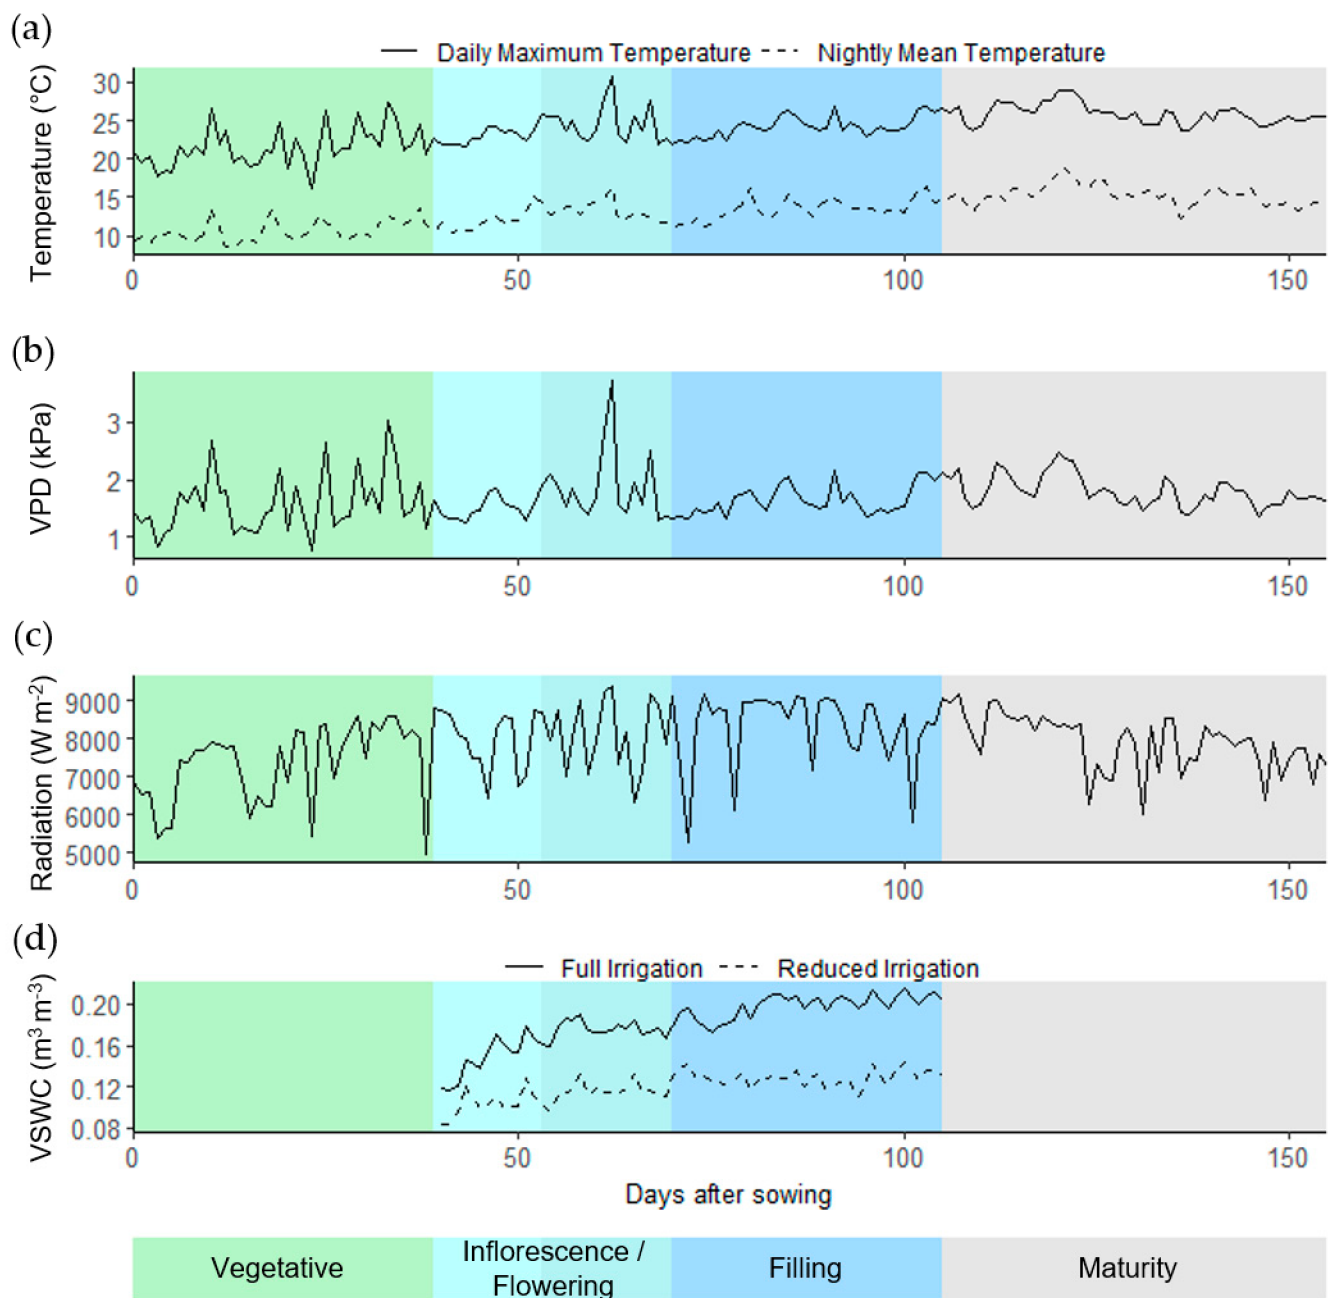 (a)
Daily Maximum Temperature
Nightly Mean Temperature
Temperature (°C)
30
25
20
15
10
0 50 100 150
(b)
VPD (kPa)
3
2
1
0 50 100 150
(c)
Radiation (W m-2)
9000
8000
7000
6000
5000
0 50 100 150
(d)
Full Irrigation
Reduced Irrigation
VSWC (m3 m-3)
0.20
0.16
0.12
0.08
0 50 100 150
Days after sowing
Vegetative
Inflorescence /
Flowering
Filling
Maturity